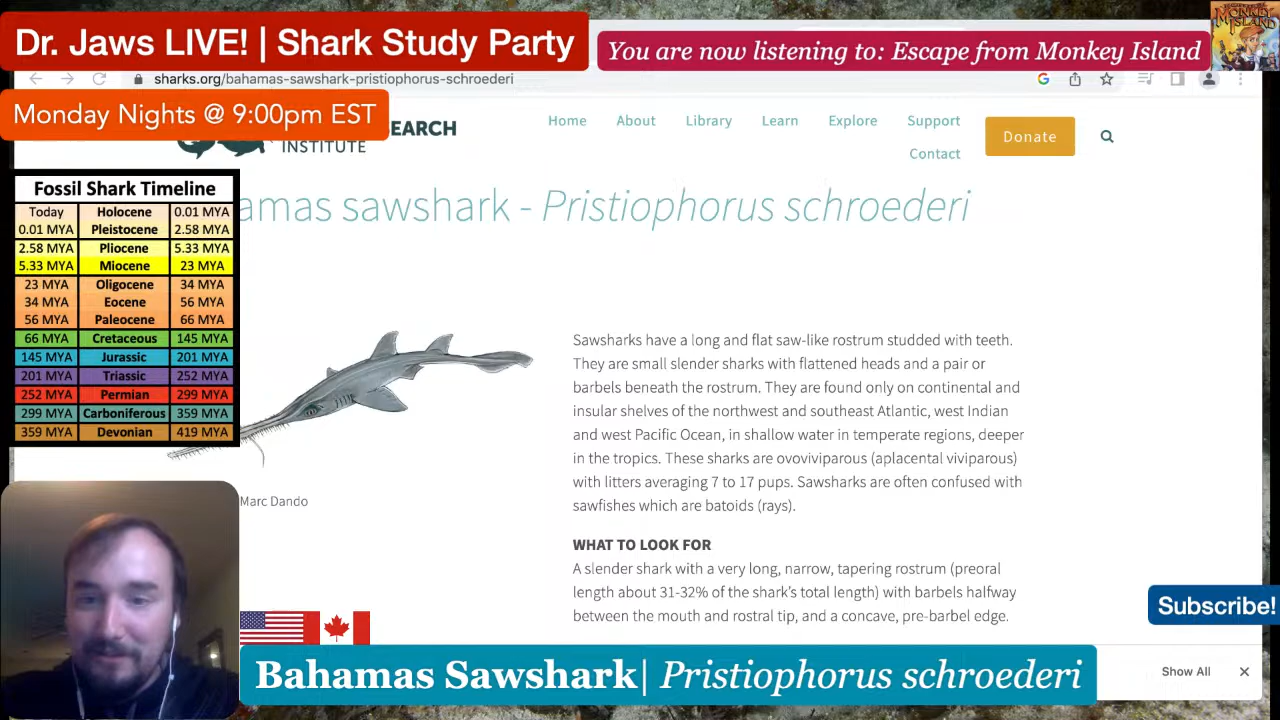 Dr. Jaws LIVE! | Shark Study Party
You are now listening to: Escape from Monkey Island
MONKEY
ISLAND
sharks.org/bahamas-sawshark-pristiophorus-schroederi
Monday Nights @ 9:00pm EST
EARCH
INSTITUTE
Home About Library Learn Explore Support
Contact
Donate
amas sawshark - Pristiophorus schroederi
Fossil Shark Timeline
Today Holocene 0.01 MYA
0.01 MYA Pleistocene 2.58 MYA
2.58 MYA Pliocene 5.33 MYA
5.33 MYA Miocene 23 MYA
23 MYA Oligocene 34 MYA
34 MYA Eocene 56 MYA
56 MYA Paleocene 66 MYA
66 MYA Cretaceous 145 MYA
145 MYA Jurassic 201 MYA
201 MYA Triassic 252 MYA
252 MYA Permian 299 MYA
299 MYA Carboniferous 359 MYA
359 MYA Devonian 419 MYA
Marc Dando
Sawsharks have a long and flat saw-like rostrum studded with teeth.
They are small slender sharks with flattened heads and a pair or
barbels beneath the rostrum. They are found only on continental and
insular shelves of the northwest and southeast Atlantic, west Indian
and west Pacific Ocean, in shallow water in temperate regions, deeper
in the tropics. These sharks are ovoviviparous (aplacental viviparous)
with litters averaging 7 to 17 pups. Sawsharks are often confused with
sawfishes which are batoids (rays).
WHAT TO LOOK FOR
A slender shark with a very long, narrow, tapering rostrum (preoral
length about 31-32% of the shark's total length) with barbels halfway
between the mouth and rostral tip, and a concave, pre-barbel edge.
Subscribe!
Bahamas Sawshark| Pristiophorus schroederi
Show All